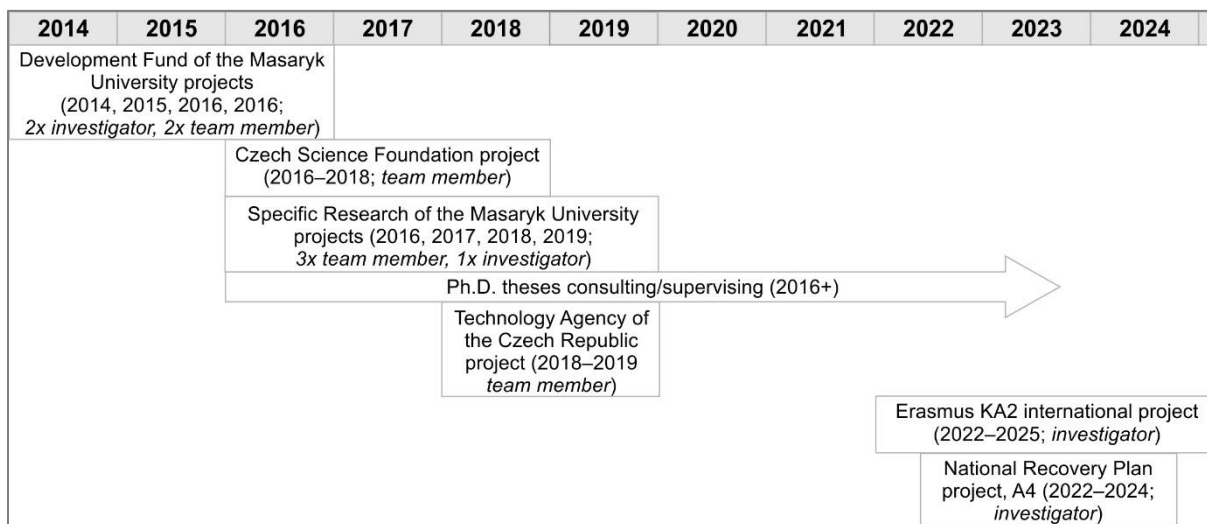 2014 2015 2016 2017 2018 2019 2020 2021 2022 2023 2024
Development Fund of the Masaryk
University projects
(2014, 2015, 2016, 2016;
2x investigator, 2x team member)
Czech Science Foundation project
(2016–2018; team member)
Specific Research of the Masaryk University
projects (2016, 2017, 2018, 2019;
3x team member, 1x investigator)
Ph.D. theses consulting/supervising (2016+)
Technology Agency of
the Czech Republic
project (2018–2019
team member)
Erasmus KA2 international project
(2022–2025; investigator)
National Recovery Plan
project, A4 (2022–2024;
investigator)